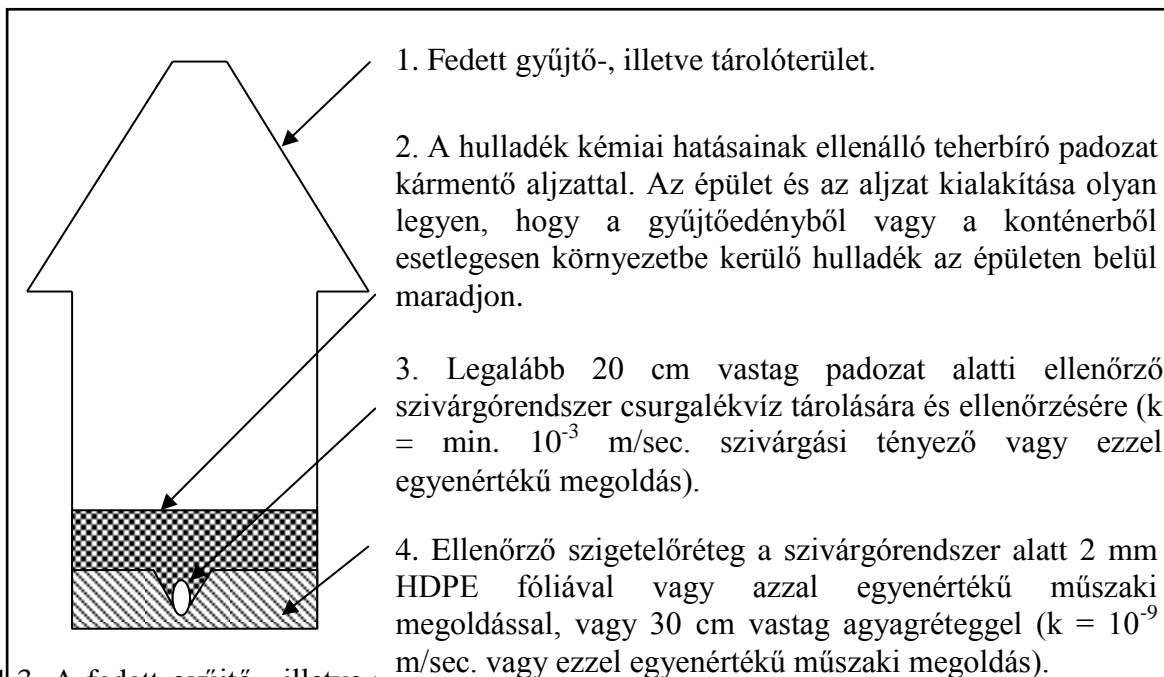 1. Fedett gyűjtő-, illetve tárolóterület.
2. A hulladék kémiai hatásainak ellenálló teherbíró padozat
kármentő aljzattal. Az épület és az aljzat kialakítása olyan
legyen, hogy a gyűjtőedényből vagy a konténerből
esetlegesen környezetbe kerülő hulladék az épületen belül
maradjon.
3. Legalább 20 cm vastag padozat alatti ellenőrző
szivárgórendszer csurgalékvíz tárolására és ellenőrzésére (k
= min. 10⁻³ m/sec. szivárgási tényező vagy ezzel
egyenértékű megoldás).
4. Ellenőrző szigetelőréteg a szivárgórendszer alatt 2 mm
HDPE fóliával vagy azzal egyenértékű műszaki
megoldással, vagy 30 cm vastag agyagréteggel (k = 10⁻⁹
m/sec. vagy ezzel egyenértékű műszaki megoldás).
3. A fedett gyűjtő-, illetve